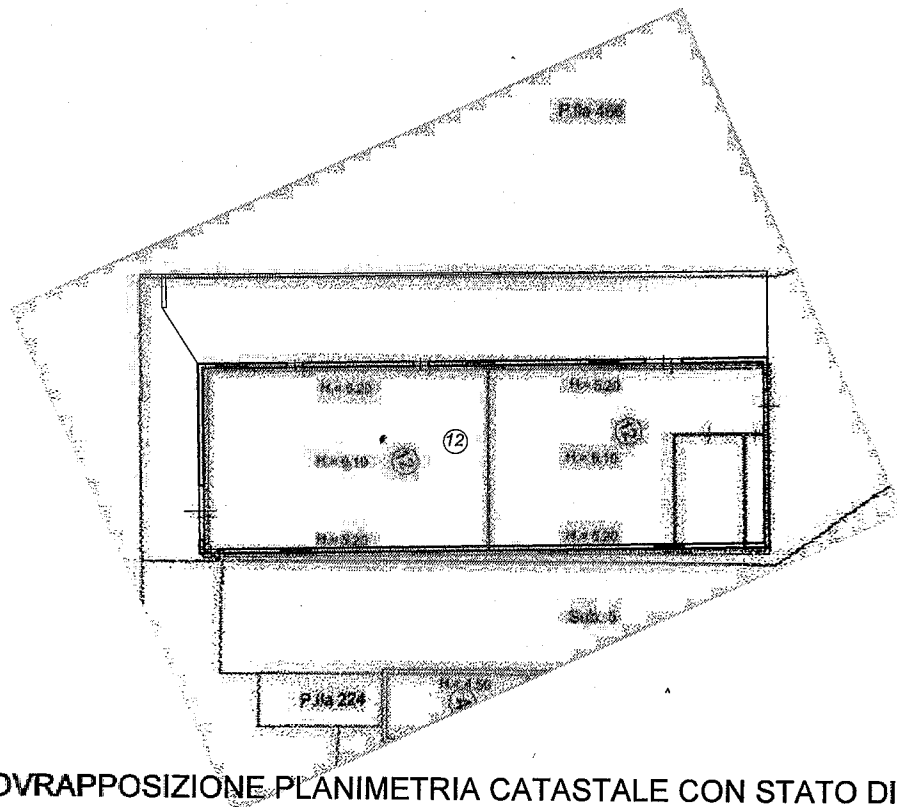 P.lla 466
H.= 5.20
H.= 5.20
12
H.= 6.10
H.= 6.10
H.= 5.20
H.= 5.20
Sub. 5
P.lla 224
H.= 4.50
OVRAPPOSIZIONE PLANIMETRIA CATASTALE CON STATO DI